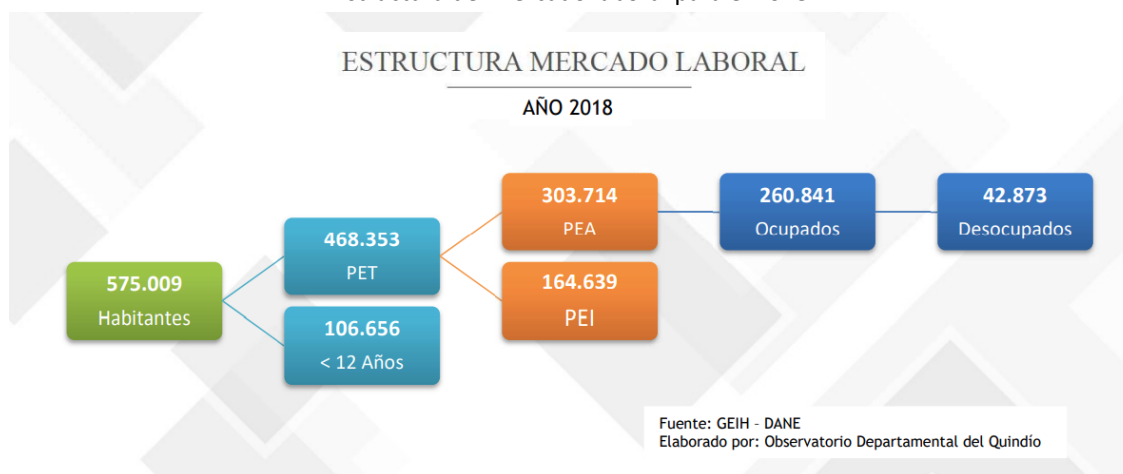 ESTRUCTURA MERCADO LABORAL
AÑO 2018
575.009
Habitantes
468.353
PET
106.656
< 12 Años
303.714
PEA
164.639
PEI
260.841
Ocupados
42.873
Desocupados
Fuente: GEIH - DANE
Elaborado por: Observatorio Departamental del Quindío